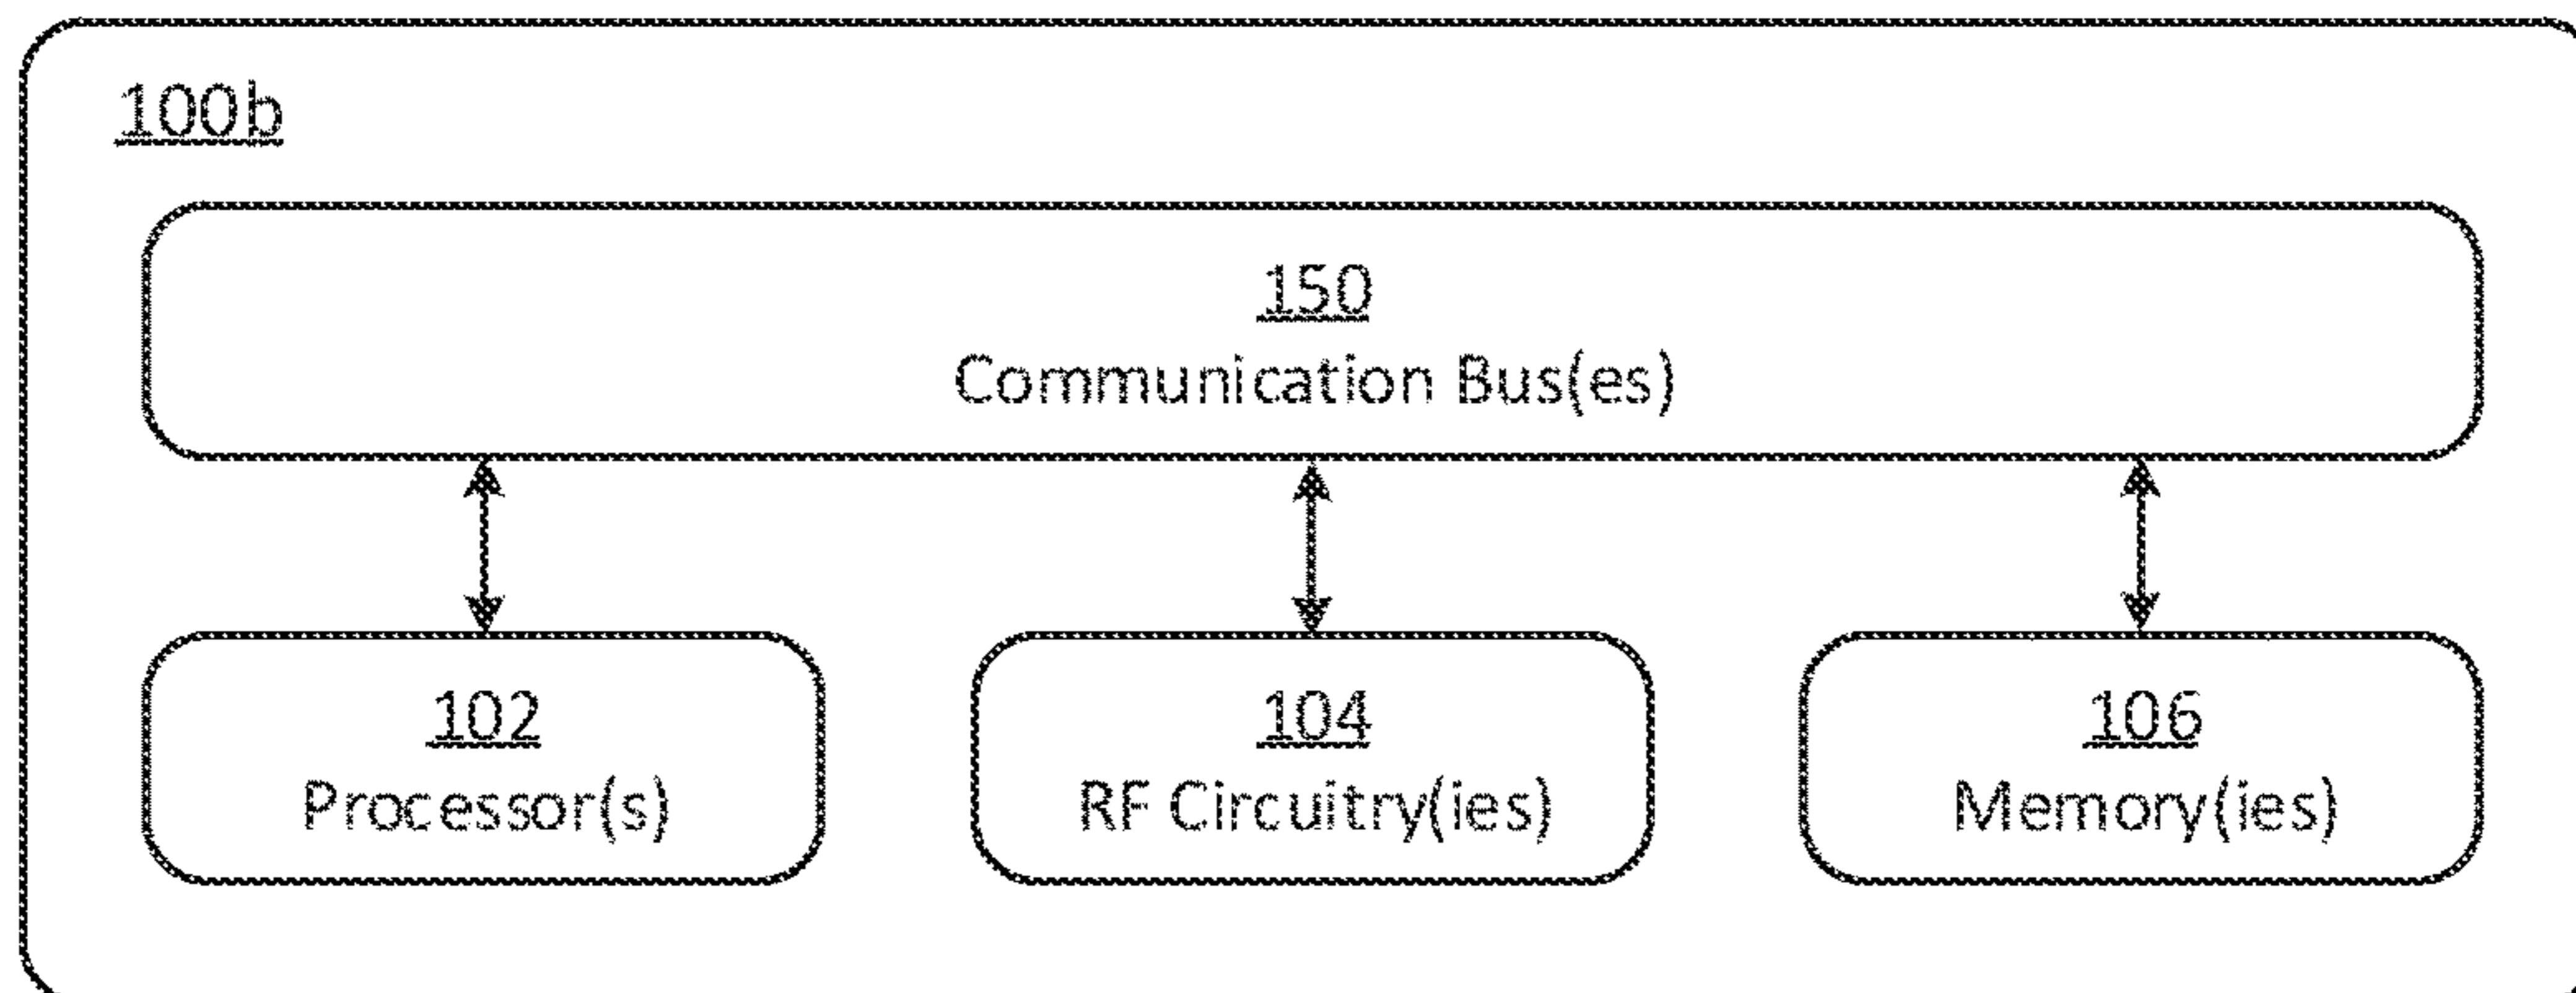 100b
150
Communication Bus(es)
102
Processor(s)
104
RF Circuitry(ies)
106
Memory(ies)